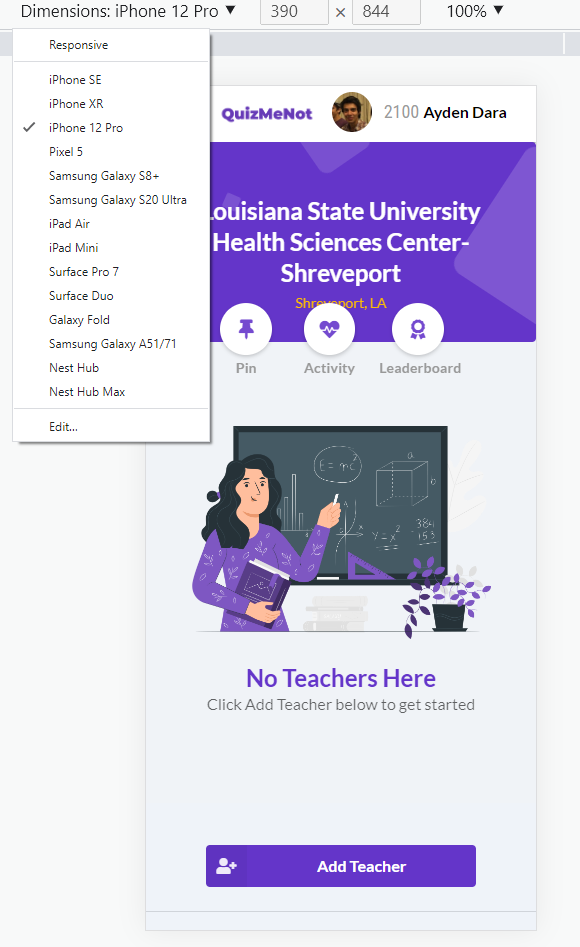 Dimensions: iPhone 12 Pro ▼ 390 × 844 100% ▼
Responsive
iPhone SE
iPhone XR
iPhone 12 Pro
Pixel 5
Samsung Galaxy S8+
Samsung Galaxy S20 Ultra
iPad Air
iPad Mini
Surface Pro 7
Surface Duo
Galaxy Fold
Samsung Galaxy A51/71
Nest Hub
Nest Hub Max
Edit...
QuizMeNot 2100 Ayden Dara
Louisiana State University
Health Sciences Center-
Shreveport
Shreveport, LA
Pin Activity Leaderboard
E = mc²
a
b
y
x
Y = x²
384
153
No Teachers Here
Click Add Teacher below to get started
Add Teacher